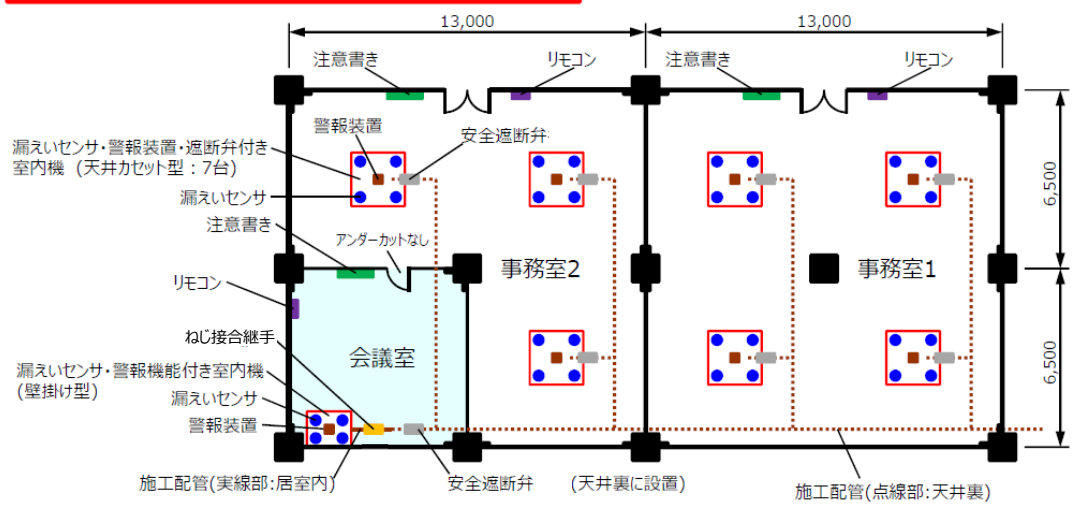 13,000
13,000
注意書き
リモコン
注意書き
リモコン
警報装置
安全遮断弁
漏えいセンサ・警報装置・遮断弁付き
室内機 (天井カセット型：7台)
漏えいセンサ
注意書き
アンダーカットなし
6,500
事務室2
事務室1
リモコン
ねじ接合継手
会議室
漏えいセンサ・警報機能付き室内機
(壁掛け型)
漏えいセンサ
警報装置
6,500
施工配管(実線部:居室内)
安全遮断弁
(天井裏に設置)
施工配管(点線部:天井裏)